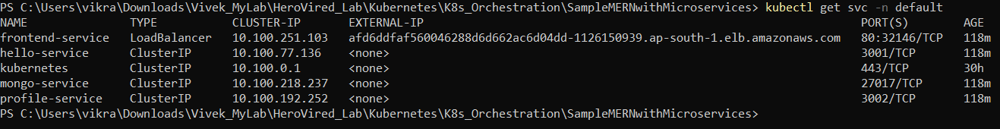 PS C:\Users\vikra\Downloads\Vivek_MyLab\HeroVired_Lab\Kubernetes\K8s_Orchestration\SampleMERNwithMicroservices> kubectl get svc -n default
NAME TYPE CLUSTER-IP EXTERNAL-IP PORT(S) AGE
frontend-service LoadBalancer 10.100.251.103 afd6ddfaf560046288d6d662ac6d04dd-1126150939.ap-south-1.elb.amazonaws.com 80:32146/TCP 118m
hello-service ClusterIP 10.100.77.136 <none> 3001/TCP 118m
kubernetes ClusterIP 10.100.0.1 <none> 443/TCP 30h
mongo-service ClusterIP 10.100.218.237 <none> 27017/TCP 118m
profile-service ClusterIP 10.100.192.252 <none> 3002/TCP 118m
PS C:\Users\vikra\Downloads\Vivek_MyLab\HeroVired_Lab\Kubernetes\K8s_Orchestration\SampleMERNwithMicroservices>